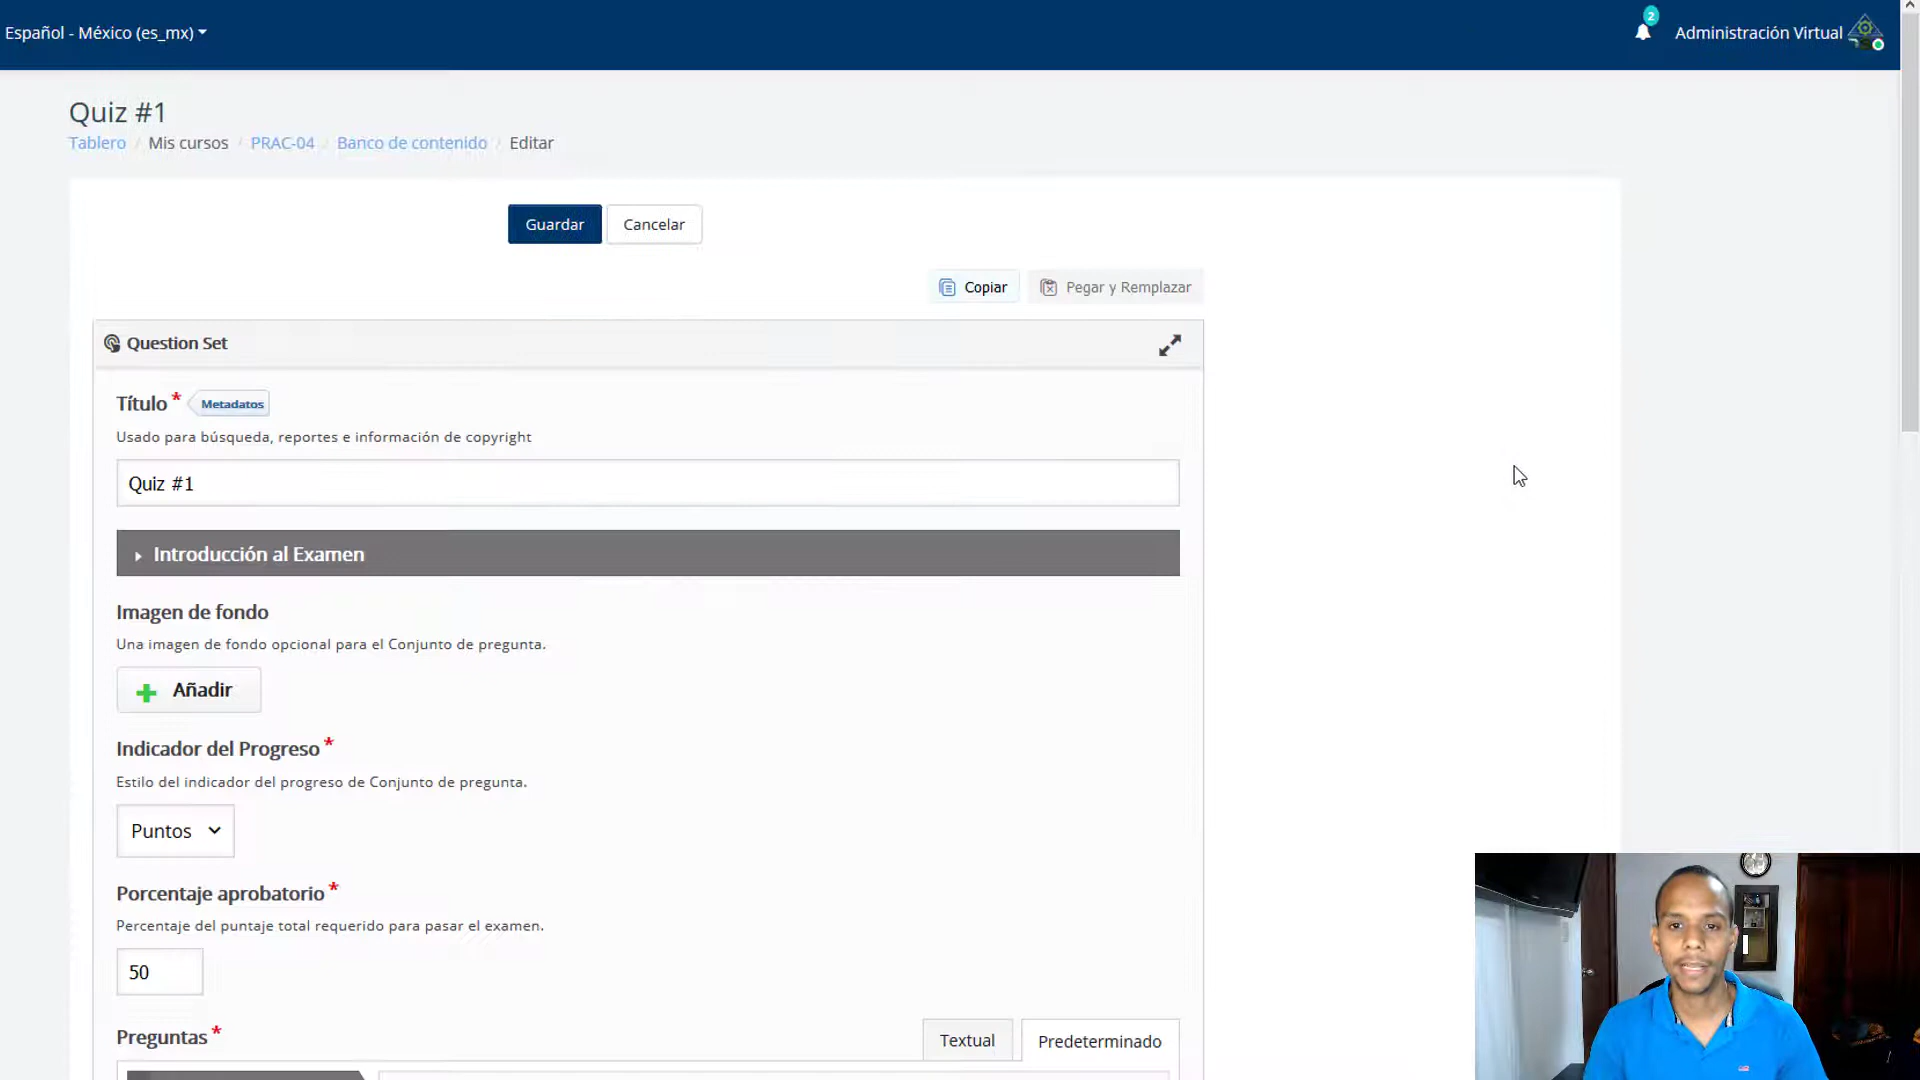 Español - México (es_mx)
2
Administración Virtual
Quiz #1
Tablero / Mis cursos / PRAC-04 / Banco de contenido / Editar
Guardar
Cancelar
Copiar
Pegar y Remplazar
Question Set
Título *
Metadatos
Usado para búsqueda, reportes e información de copyright
Quiz #1
Introducción al Examen
Imagen de fondo
Una imagen de fondo opcional para el Conjunto de pregunta.
Añadir
Indicador del Progreso *
Estilo del indicador del progreso de Conjunto de pregunta.
Puntos
Porcentaje aprobatorio *
Percentaje del puntaje total requerido para pasar el examen.
50
Preguntas *
Textual
Predeterminado